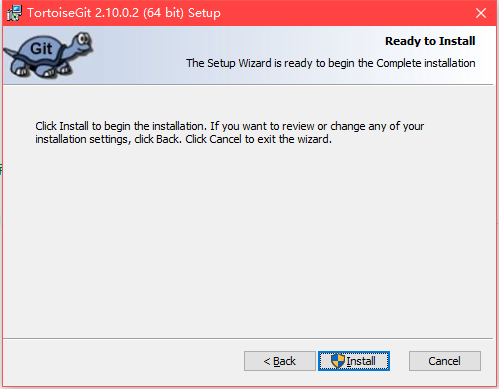 TortoiseGit 2.10.0.2 (64 bit) Setup
Git
Ready to Install
The Setup Wizard is ready to begin the Complete installation
Click Install to begin the installation. If you want to review or change any of your
installation settings, click Back. Click Cancel to exit the wizard.
< Back
Install
Cancel